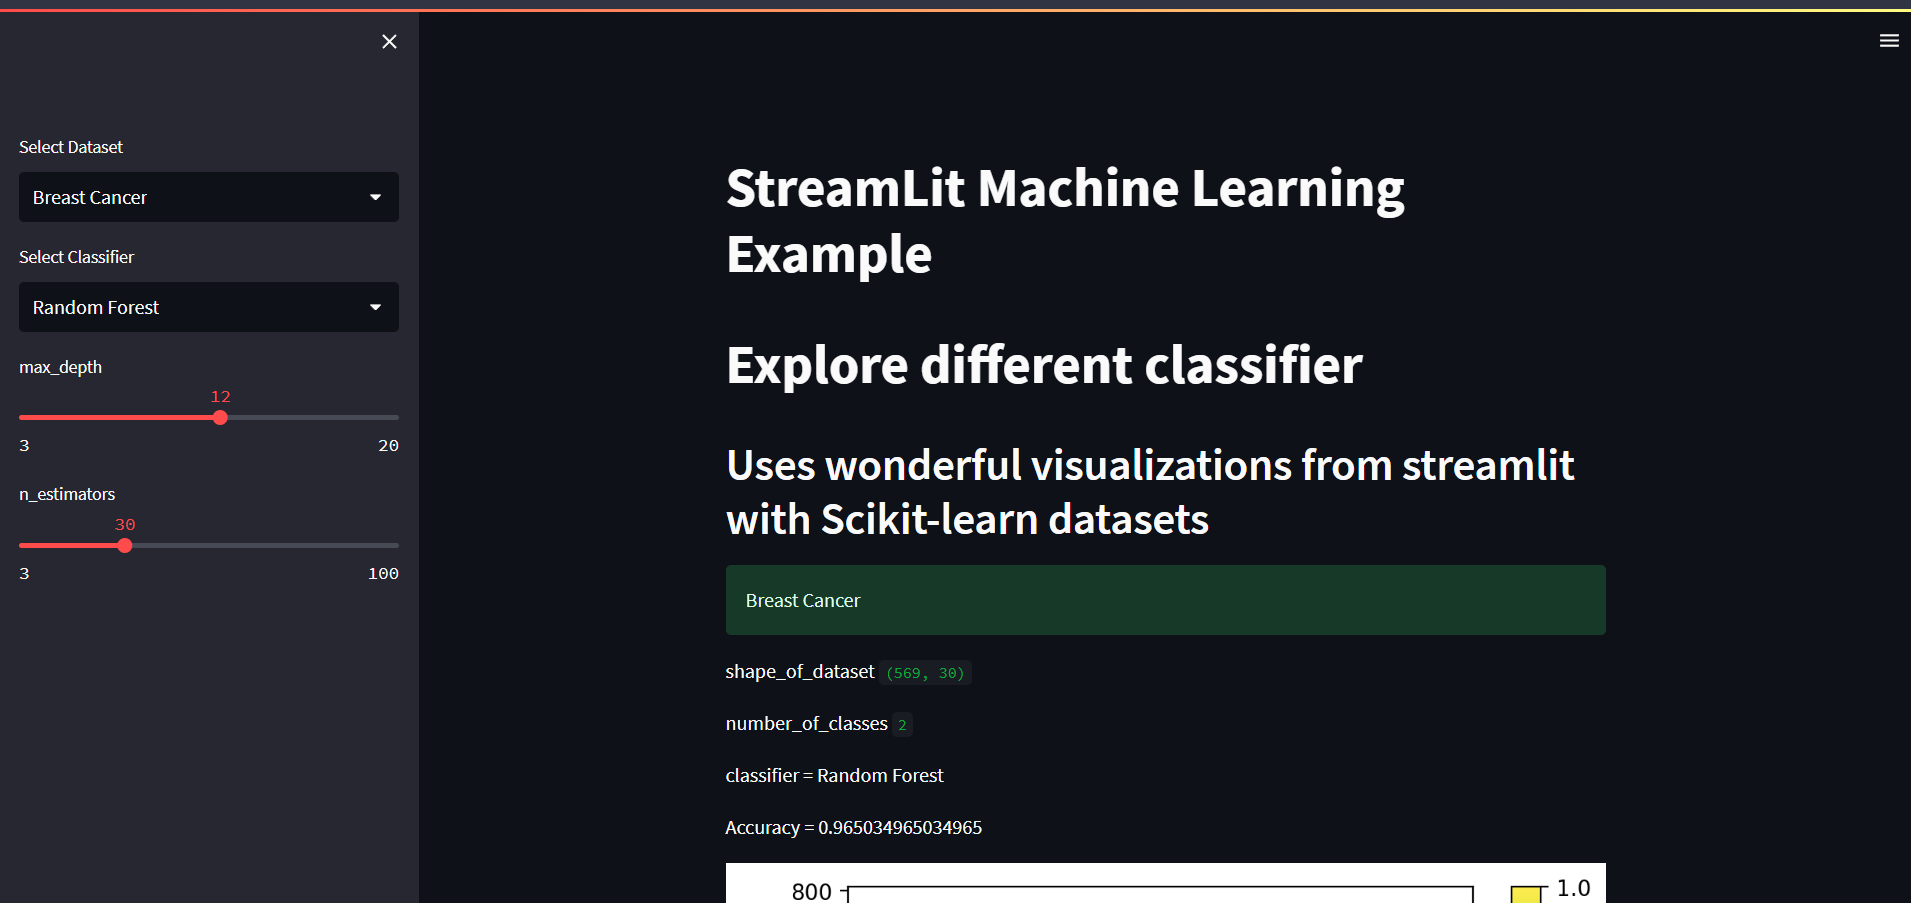 Select Dataset
Breast Cancer
Select Classifier
Random Forest
max_depth
12
3 20
n_estimators
30
3 100
StreamLit Machine Learning
Example
Explore different classifier
Uses wonderful visualizations from streamlit
with Scikit-learn datasets
Breast Cancer
shape_of_dataset (569, 30)
number_of_classes 2
classifier = Random Forest
Accuracy = 0.965034965034965
800 1.0